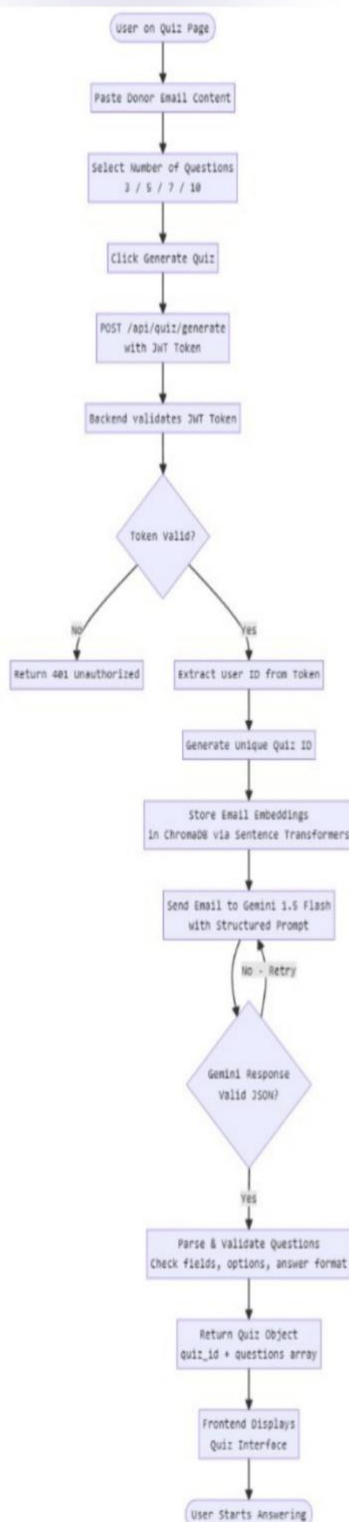 User on Quiz Page
Paste Donor Email Content
Select Number of Questions
3 / 5 / 7 / 10
Click Generate Quiz
POST /api/quiz/generate
with JWT Token
Backend validates JWT Token
Token Valid?
No
Yes
Return 401 Unauthorized
Extract User ID from Token
Generate Unique Quiz ID
Store Email Embeddings
in ChromaDB via Sentence Transformers
Send Email to Gemini 1.5 Flash
with Structured Prompt
No - Retry
Gemini Response
Valid JSON?
Yes
Parse & Validate Questions
Check fields, options, answer format
Return Quiz Object
quiz_id + questions array
Frontend Displays
Quiz Interface
User Starts Answering